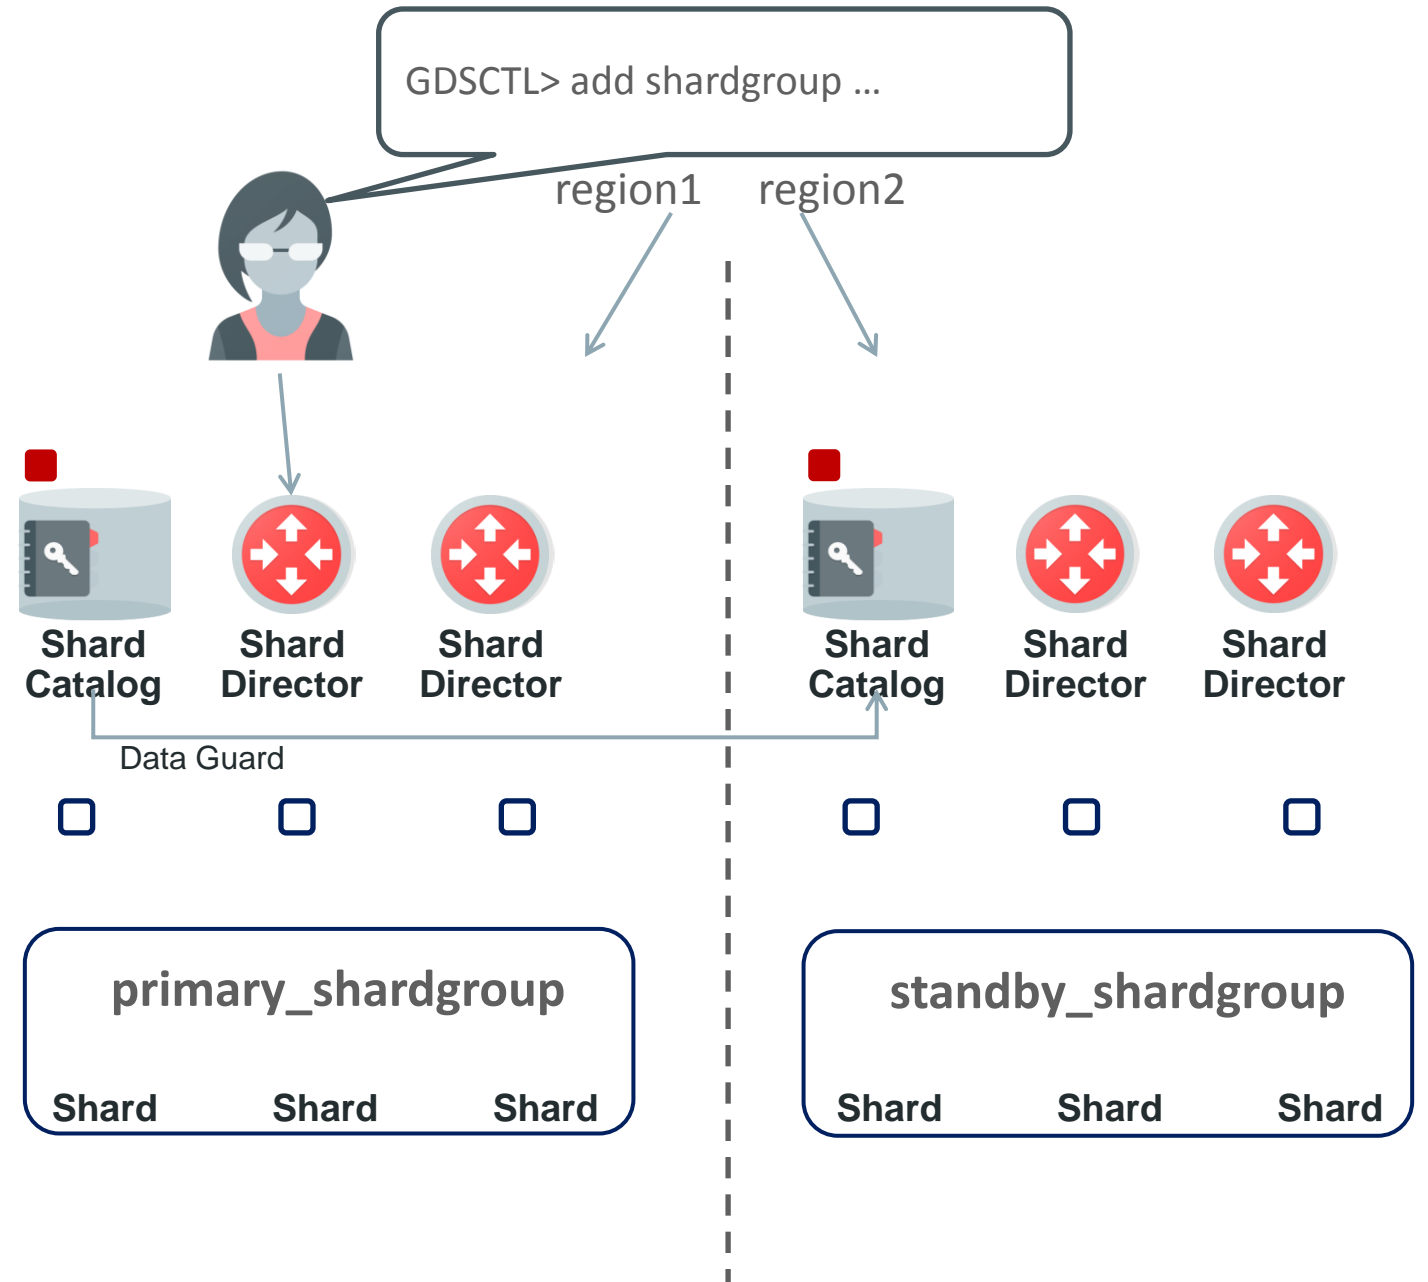 GDSCTL> add shardgroup ...
region1 region2
Shard Shard Shard Shard Shard Shard
Catalog Director Director Catalog Director Director
Data Guard
primary_shardgroup standby_shardgroup
Shard Shard Shard Shard Shard Shard